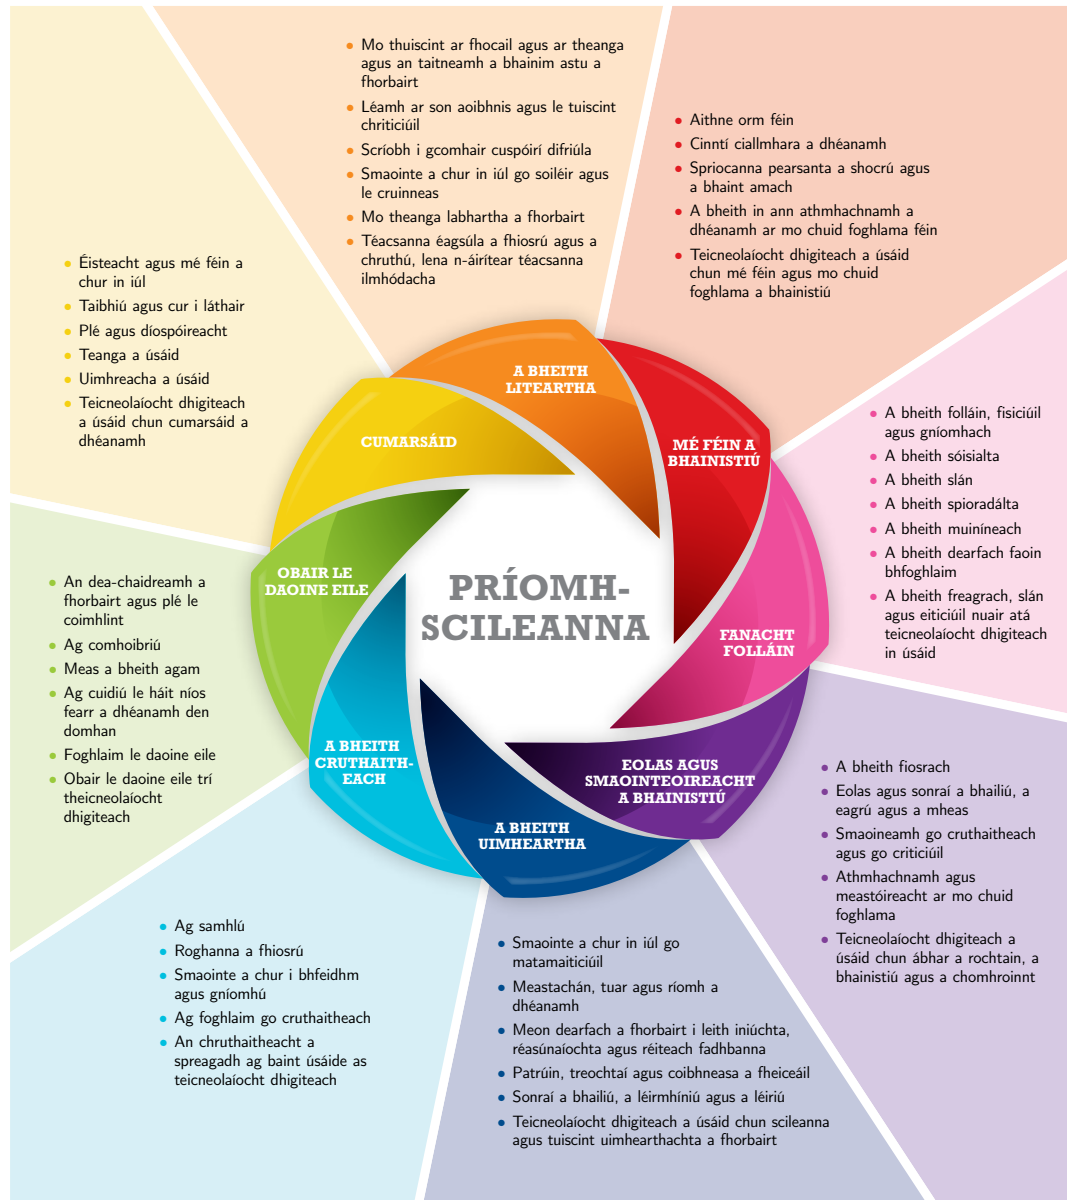 • Mo thuiscint ar fhocail agus ar theanga
agus an taitneamh a bhainim astu a
fhorbairt
• Léamh ar son aoibhnis agus le tuiscint
chriticiúil
• Scríobh i gcomhair cuspóirí difriúla
• Smaointe a chur in iúl go soiléir agus
le cruinneas
• Mo theanga labhartha a fhorbairt
• Téacsanna éagsúla a fhiosrú agus a
chruthú, lena n-áirítear téacsanna
ilmhódacha
• Aithne orm féin
• Cinntí ciallmhara a dhéanamh
• Spriocanna pearsanta a shocrú agus
a bhaint amach
• A bheith in ann athmhachnamh a
dhéanamh ar mo chuid foghlama féin
• Teicneolaíocht dhigiteach a úsáid
chun mé féin agus mo chuid
foghlama a bhainistiú
• Éisteacht agus mé féin a
chur in iúl
• Taibhiú agus cur i láthair
• Plé agus díospóireacht
• Teanga a úsáid
• Uimhreacha a úsáid
• Teicneolaíocht dhigiteach
a úsáid chun cumarsáid a
dhéanamh
A BHEITH
LITEARTHA
CUMARSÁID
MÉ FÉIN A
BHAINISTIÚ
• A bheith folláin, fisiciúil
agus gníomhach
• A bheith sóisialta
• A bheith slán
• A bheith spioradálta
• A bheith muiníneach
• A bheith dearfach faoin
bhfoghlaim
• A bheith freagrach, slán
agus eiticiúil nuair atá
teicneolaíocht dhigiteach
in úsáid
OBAIR LE
DAOINE EILE
PRÍOMH-
SCILEANNA
FANACHT
FOLLÁIN
• An dea-chaidreamh a
fhorbairt agus plé le
coimhlint
• Ag comhoibriú
• Meas a bheith agam
• Ag cuidiú le háit níos
fearr a dhéanamh den
domhan
• Foghlaim le daoine eile
• Obair le daoine eile trí
theicneolaíocht
dhigiteach
A BHEITH
CRUTHAITH-
EACH
EOLAS AGUS
SMAOINTEOIREACHT
A BHAINISTIÚ
A BHEITH
UIMHEARTHA
• A bheith fiosrach
• Eolas agus sonraí a bhailiú, a
eagrú agus a mheas
• Smaoineamh go cruthaitheach
agus go criticiúil
• Athmhachnamh agus
meastóireacht ar mo chuid
foghlama
• Teicneolaíocht dhigiteach a
úsáid chun ábhar a rochtain, a
bhainistiú agus a chomhroinnt
• Ag samhlú
• Roghanna a fhiosrú
• Smaointe a chur i bhfeidhm
agus gníomhú
• Ag foghlaim go cruthaitheach
• An chruthaitheacht a
spreagadh ag baint úsáide as
teicneolaíocht dhigiteach
• Smaointe a chur in iúl go
matamaiticiúil
• Meastachán, tuar agus ríomh a
dhéanamh
• Meon dearfach a fhorbairt i leith iniúchta,
réasúnaíochta agus réiteach fadhbanna
• Patrúin, treochtaí agus coibhneasa a fheiceáil
• Sonraí a bhailiú, a léirmhíniú agus a léiriú
• Teicneolaíocht dhigiteach a úsáid chun scileanna
agus tuiscint uimhearthachta a fhorbairt